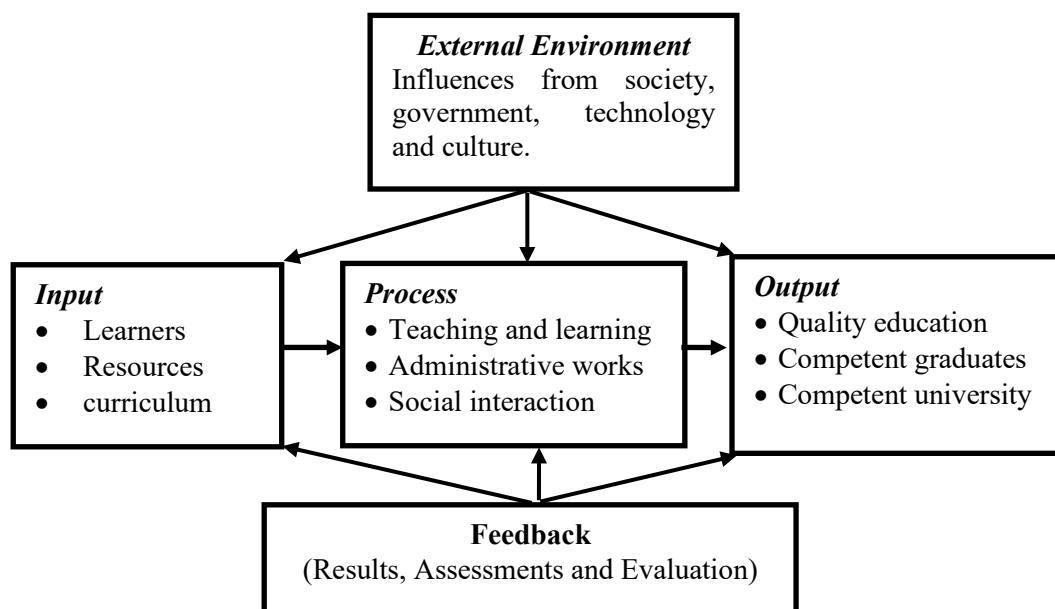 External Environment
Influences from society,
government, technology
and culture.
Input
• Learners
• Resources
• curriculum
Process
• Teaching and learning
• Administrative works
• Social interaction
Output
• Quality education
• Competent graduates
• Competent university
Feedback
(Results, Assessments and Evaluation)